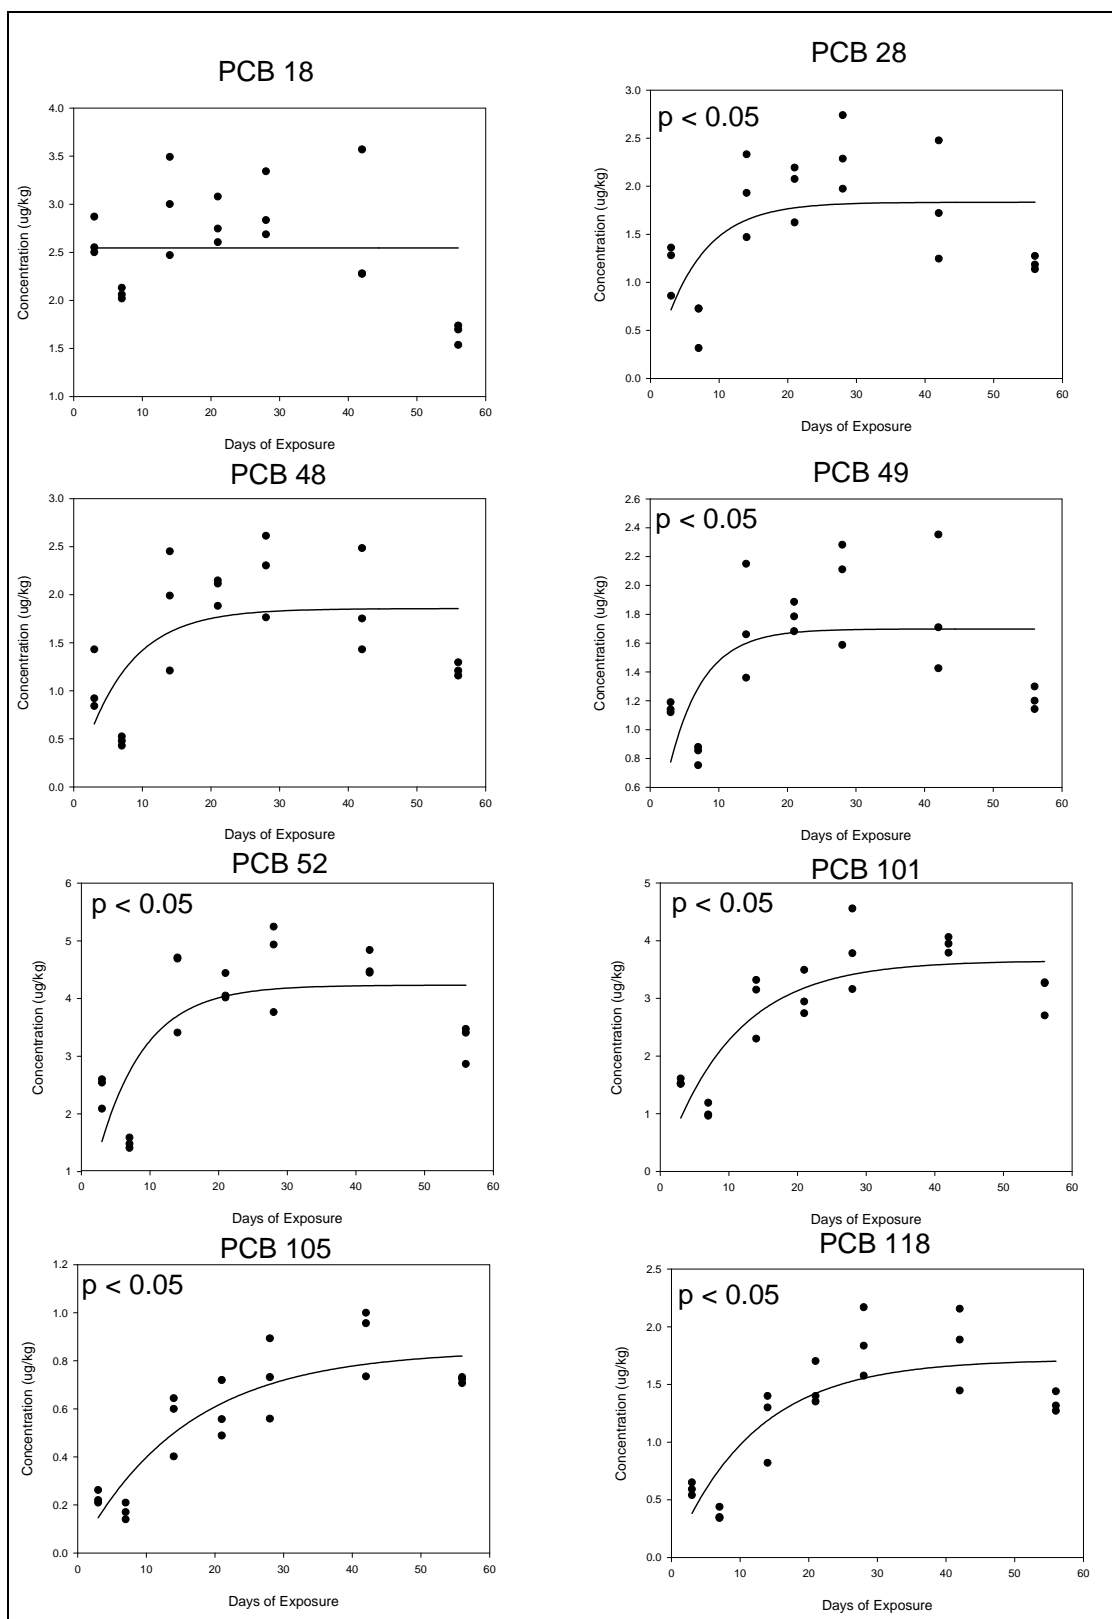 PCB 18
4.0
3.5
3.0
2.5
2.0
1.5
1.0
Concentration (ug/kg)
0 10 20 30 40 50 60
Days of Exposure
PCB 28
p < 0.05
3.0
2.5
2.0
1.5
1.0
0.5
0.0
Concentration (ug/kg)
0 10 20 30 40 50 60
Days of Exposure
PCB 48
3.0
2.5
2.0
1.5
1.0
0.5
0.0
Concentration (ug/kg)
0 10 20 30 40 50 60
Days of Exposure
PCB 49
p < 0.05
2.6
2.4
2.2
2.0
1.8
1.6
1.4
1.2
1.0
0.8
0.6
Concentration (ug/kg)
0 10 20 30 40 50 60
Days of Exposure
PCB 52
p < 0.05
6
5
4
3
2
1
Concentration (ug/kg)
0 10 20 30 40 50 60
Days of Exposure
PCB 101
p < 0.05
5
4
3
2
1
0
Concentration (ug/kg)
0 10 20 30 40 50 60
Days of Exposure
PCB 105
p < 0.05
1.2
1.0
0.8
0.6
0.4
0.2
0.0
Concentration (ug/kg)
0 10 20 30 40 50 60
Days of Exposure
PCB 118
p < 0.05
2.5
2.0
1.5
1.0
0.5
0.0
Concentration (ug/kg)
0 10 20 30 40 50 60
Days of Exposure